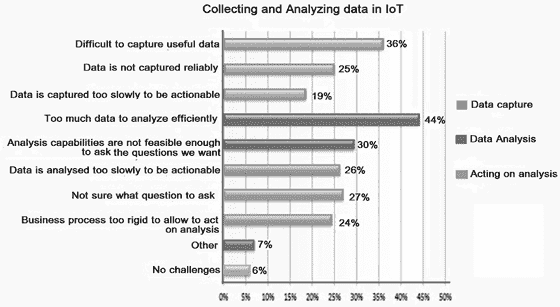 Collecting and Analyzing data in IoT
Difficult to capture useful data
36%
Data is not captured reliably
25%
Data is captured too slowly to be actionable
19%
Too much data to analyze efficiently
44%
Analysis capabilities are not feasible enough
to ask the questions we want
30%
Data is analysed too slowly to be actionable
26%
Not sure what question to ask
27%
Business process too rigid to allow to act
on analysis
24%
Other
7%
No challenges
6%
0% 5% 10% 15% 20% 25% 30% 35% 40% 45% 50%
Data capture
Data Analysis
Acting on analysis